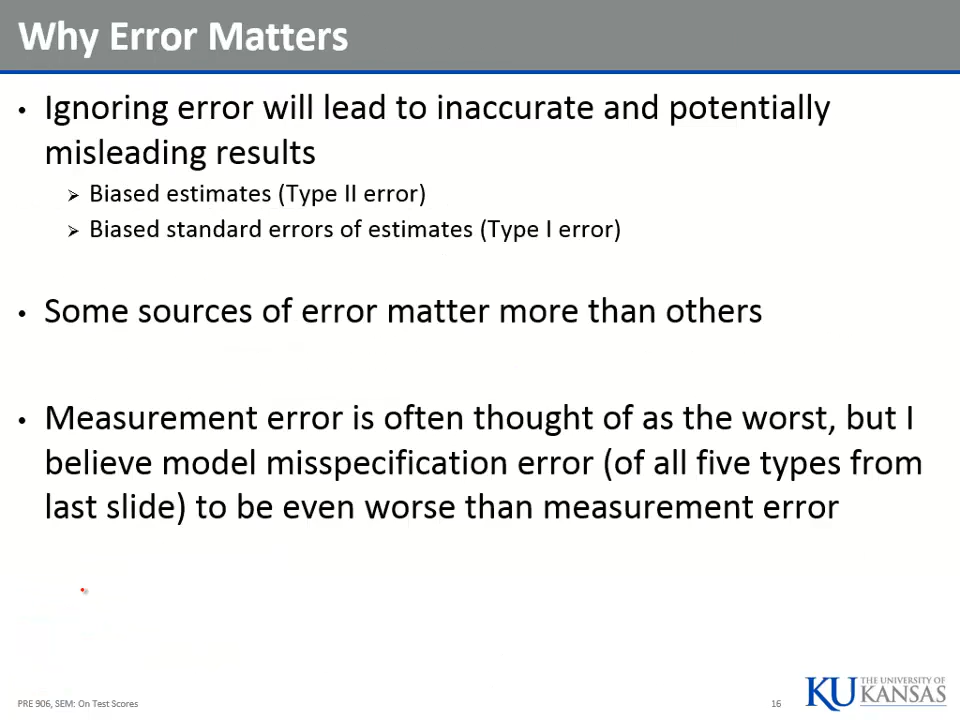 Why Error Matters
• Ignoring error will lead to inaccurate and potentially
misleading results
➢ Biased estimates (Type II error)
➢ Biased standard errors of estimates (Type I error)
• Some sources of error matter more than others
• Measurement error is often thought of as the worst, but I
believe model misspecification error (of all five types from
last slide) to be even worse than measurement error
PRE 906, SEM: On Test Scores
16
KU THE UNIVERSITY OF
KANSAS